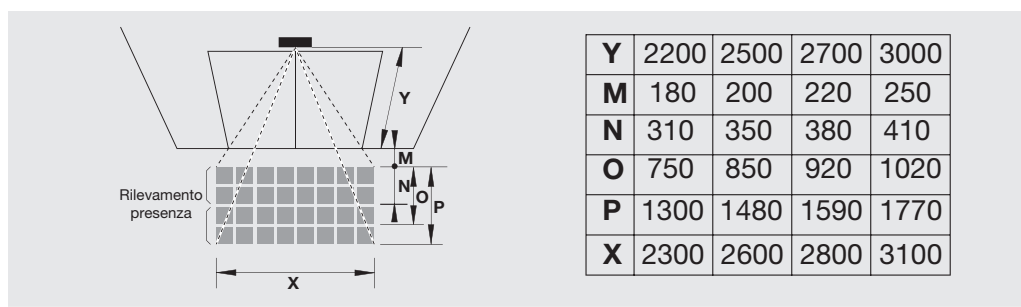 Y
M
N
O
P
Rilevamento
presenza
X
Y 2200 2500 2700 3000
M 180 200 220 250
N 310 350 380 410
O 750 850 920 1020
P 1300 1480 1590 1770
X 2300 2600 2800 3100